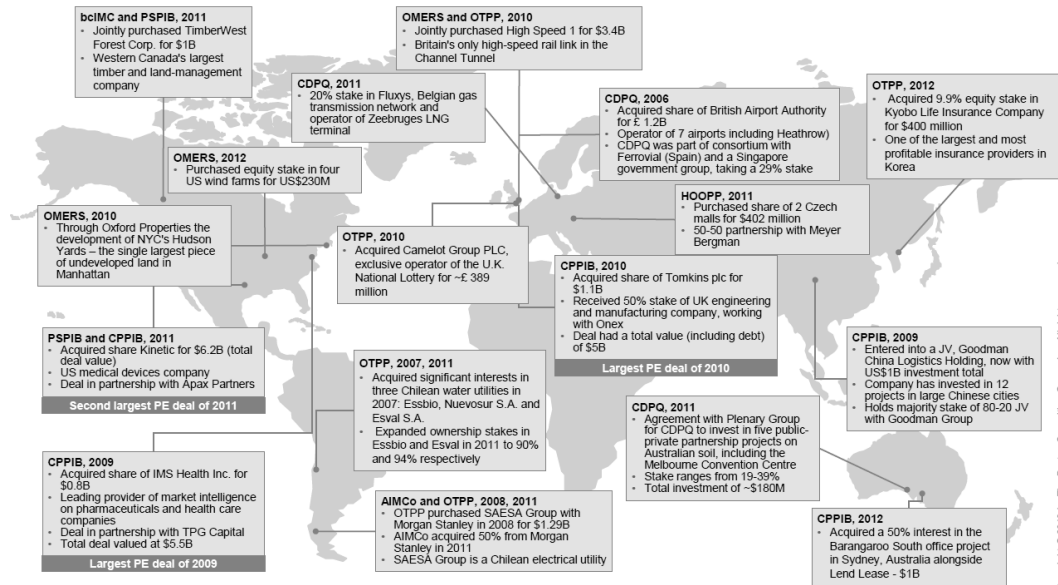 bcIMC and PSPIB, 2011
• Jointly purchased TimberWest
Forest Corp. for $1B
• Western Canada's largest
timber and land-management
company
OMERS and OTPP, 2010
• Jointly purchased High Speed 1 for $3.4B
• Britain's only high-speed rail link in the
Channel Tunnel
CDPQ, 2011
• 20% stake in Fluxys, Belgian gas
transmission network and
operator of Zeebruges LNG
terminal
CDPQ, 2006
• Acquired share of British Airport Authority
for £ 1.2B
• Operator of 7 airports including Heathrow)
• CDPQ was part of consortium with
Ferrovial (Spain) and a Singapore
government group, taking a 29% stake
OTPP, 2012
• Acquired 9.9% equity stake in
Kyobo Life Insurance Company
for $400 million
• One of the largest and most
profitable insurance providers in
Korea
OMERS, 2012
• Purchased equity stake in four
US wind farms for US$230M
HOOPP, 2011
• Purchased share of 2 Czech
malls for $402 million
• 50-50 partnership with Meyer
Bergman
OMERS, 2010
• Through Oxford Properties the
development of NYC's Hudson
Yards – the single largest piece
of undeveloped land in
Manhattan
OTPP, 2010
• Acquired Camelot Group PLC,
exclusive operator of the U.K.
National Lottery for ~£ 389
million
CPPIB, 2010
• Acquired share of Tomkins plc for
$1.1B
• Received 50% stake of UK engineering
and manufacturing company, working
with Onex
• Deal had a total value (including debt)
of $5B
Largest PE deal of 2010
PSPIB and CPPIB, 2011
• Acquired share Kinetic for $6.2B (total
deal value)
• US medical devices company
• Deal in partnership with Apax Partners
Second largest PE deal of 2011
CPPIB, 2009
• Entered into a JV, Goodman
China Logistics Holding, now with
US$1B investment total
• Company has invested in 12
projects in large Chinese cities
• Holds majority stake of 80-20 JV
with Goodman Group
OTPP, 2007, 2011
• Acquired significant interests in
three Chilean water utilities in
2007: Essbio, Nuevosur S.A. and
Esval S.A.
• Expanded ownership stakes in
Essbio and Esval in 2011 to 90%
and 94% respectively
CDPQ, 2011
• Agreement with Plenary Group
for CDPQ to invest in five public-
private partnership projects on
Australian soil, including the
Melbourne Convention Centre
• Stake ranges from 19-39%
• Total investment of ~$180M
CPPIB, 2009
• Acquired share of IMS Health Inc. for
$0.8B
• Leading provider of market intelligence
on pharmaceuticals and health care
companies
• Deal in partnership with TPG Capital
• Total deal valued at $5.5B
Largest PE deal of 2009
AIMCo and OTPP, 2008, 2011
• OTPP purchased SAESA Group with
Morgan Stanley in 2008 for $1.29B
• AIMCo acquired 50% from Morgan
Stanley in 2011
• SAESA Group is a Chilean electrical utility
CPPIB, 2012
• Acquired a 50% interest in the
Barangaroo South office project
in Sydney, Australia alongside
Lend Lease - $1B